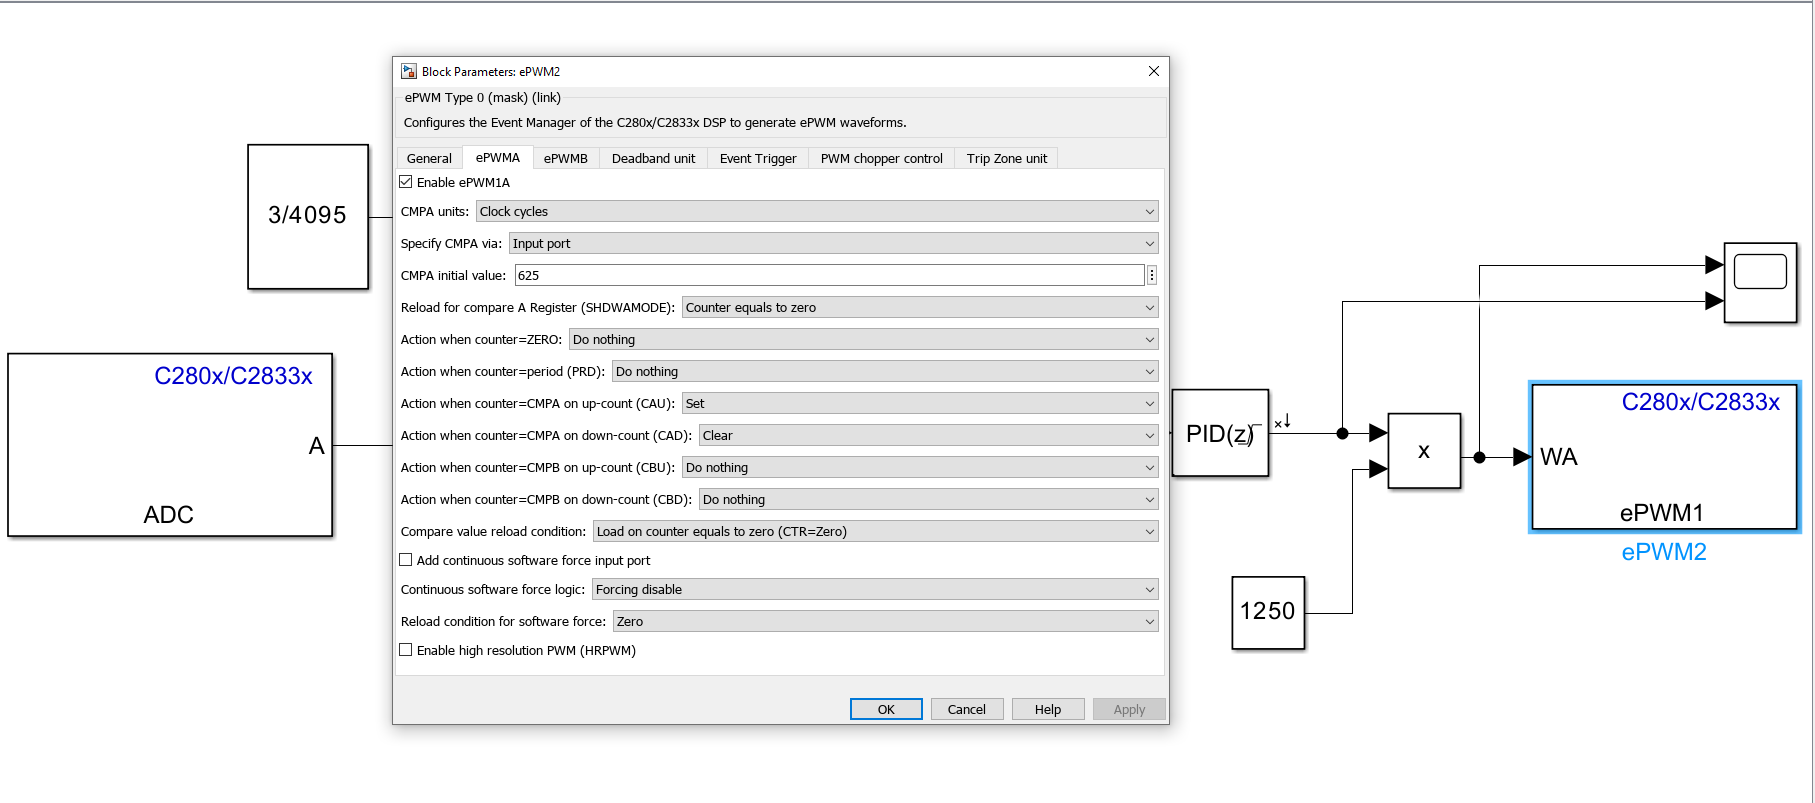 Block Parameters: ePWM2
ePWM Type 0 (mask) (link)
Configures the Event Manager of the C280x/C2833x DSP to generate ePWM waveforms.
General ePWMA ePWMB Deadband unit Event Trigger PWM chopper control Trip Zone unit
Enable ePWM1A
CMPA units: Clock cycles
Specify CMPA via: Input port
CMPA initial value: 625
Reload for compare A Register (SHDWAMODE): Counter equals to zero
Action when counter=ZERO: Do nothing
Action when counter=period (PRD): Do nothing
Action when counter=CMPA on up-count (CAU): Set
Action when counter=CMPA on down-count (CAD): Clear
Action when counter=CMPB on up-count (CBU): Do nothing
Action when counter=CMPB on down-count (CBD): Do nothing
Compare value reload condition: Load on counter equals to zero (CTR=Zero)
Add continuous software force input port
Continuous software force logic: Forcing disable
Reload condition for software force: Zero
Enable high resolution PWM (HRPWM)
OK Cancel Help Apply
3/4095
C280x/C2833x
A
ADC
PID(z)
x
1250
C280x/C2833x
WA
ePWM1
ePWM2